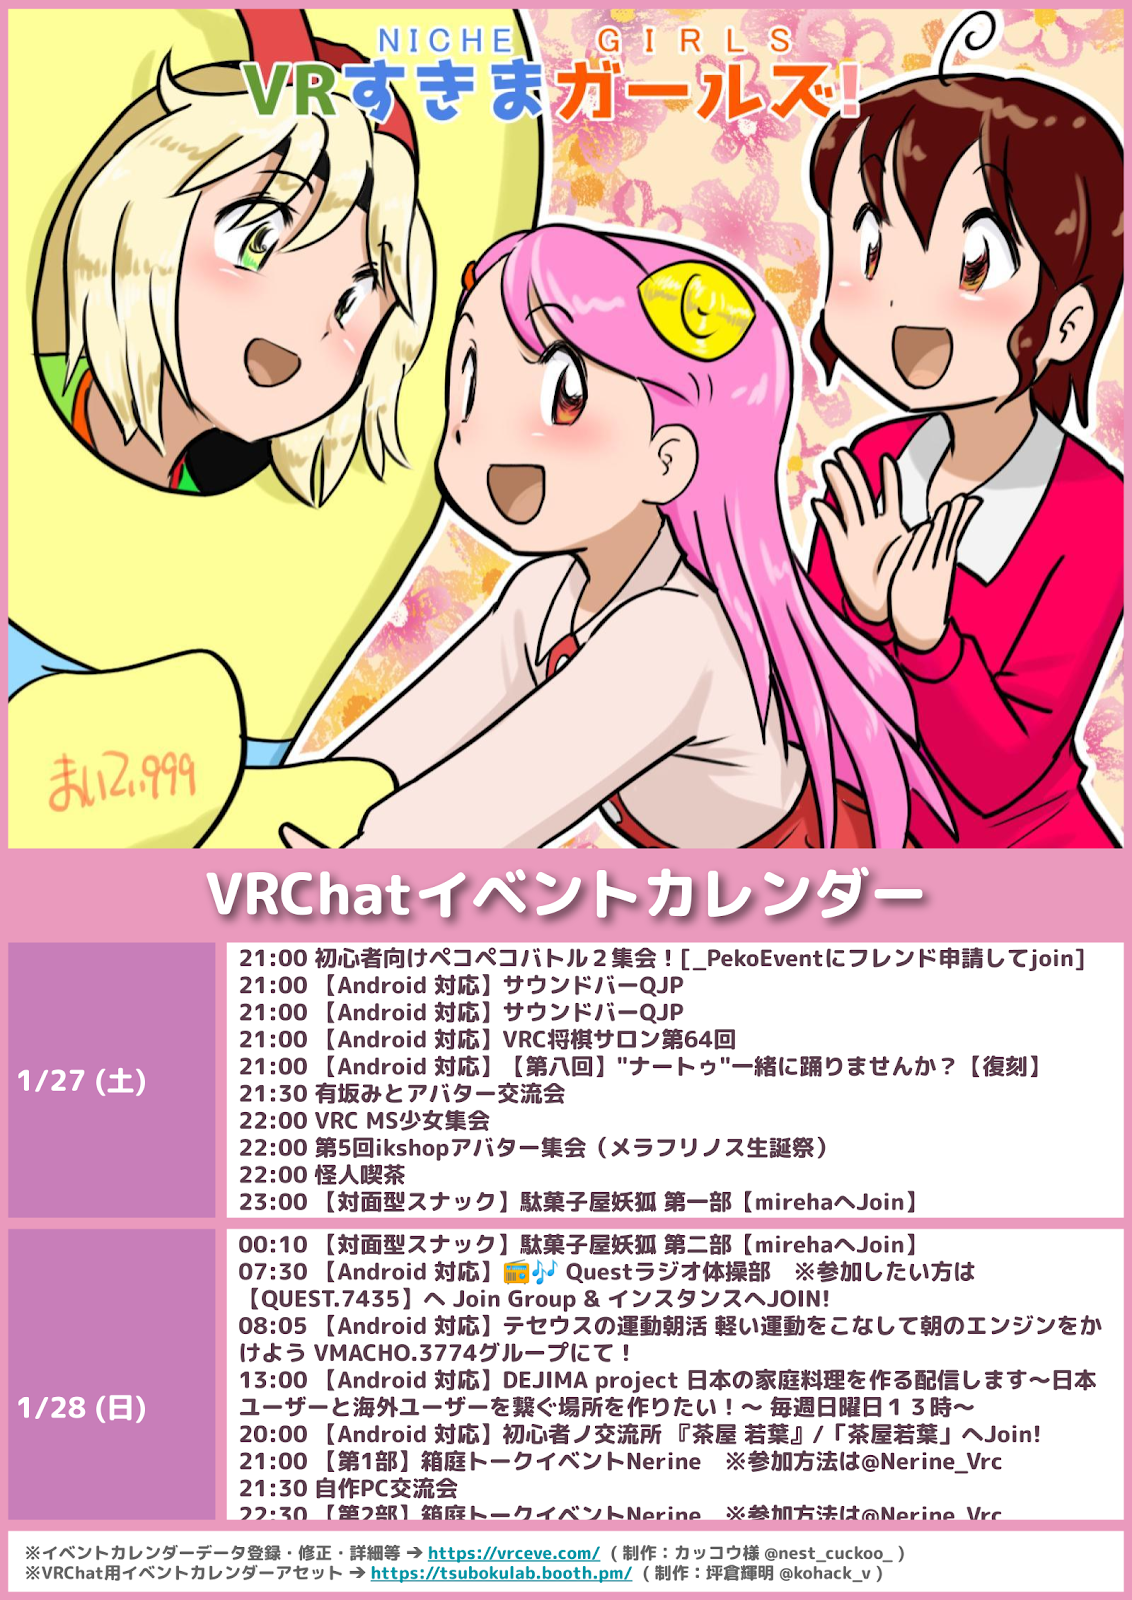 NICHE GIRLS
VRすきまガールズ!
まいてい999
VRChatイベントカレンダー
1/27 (土)
21:00 初心者向けペコペコバトル２集会！[_PekoEventにフレンド申請してjoin]
21:00 【Android 対応】サウンドバーQJP
21:00 【Android 対応】サウンドバーQJP
21:00 【Android 対応】VRC将棋サロン第64回
21:00 【Android 対応】【第八回】"ナートゥ"一緒に踊りませんか？【復刻】
21:30 有坂みとアバター交流会
22:00 VRC MS少女集会
22:00 第5回ikshopアバター集会（メラフリノス生誕祭）
22:00 怪人喫茶
23:00 【対面型スナック】駄菓子屋妖狐 第一部【mirehaへJoin】
1/28 (日)
00:10 【対面型スナック】駄菓子屋妖狐 第二部【mirehaへJoin】
07:30 【Android 対応】📻🎶 Questラジオ体操部　※参加したい方は
【QUEST.7435】へ Join Group & インスタンスへJOIN!
08:05 【Android 対応】テセウスの運動朝活 軽い運動をこなして朝のエンジンをか
けよう VMACHO.3774グループにて！
13:00 【Android 対応】DEJIMA project 日本の家庭料理を作る配信します～日本
ユーザーと海外ユーザーを繋ぐ場所を作りたい！～ 毎週日曜日１３時～
20:00 【Android 対応】初心者ノ交流所 『茶屋 若葉』/「茶屋若葉」へJoin!
21:00 【第1部】箱庭トークイベントNerine　※参加方法は@Nerine_Vrc
21:30 自作PC交流会
22:30 【第2部】箱庭トークイベントNerine　※参加方法は@Nerine_Vrc
※イベントカレンダーデータ登録・修正・詳細等 ➔ https://vrceve.com/ （ 制作：カッコウ様 @nest_cuckoo_ ）
※VRChat用イベントカレンダーアセット ➔ https://tsubokulab.booth.pm/ （ 制作：坪倉輝明 @kohack_v ）